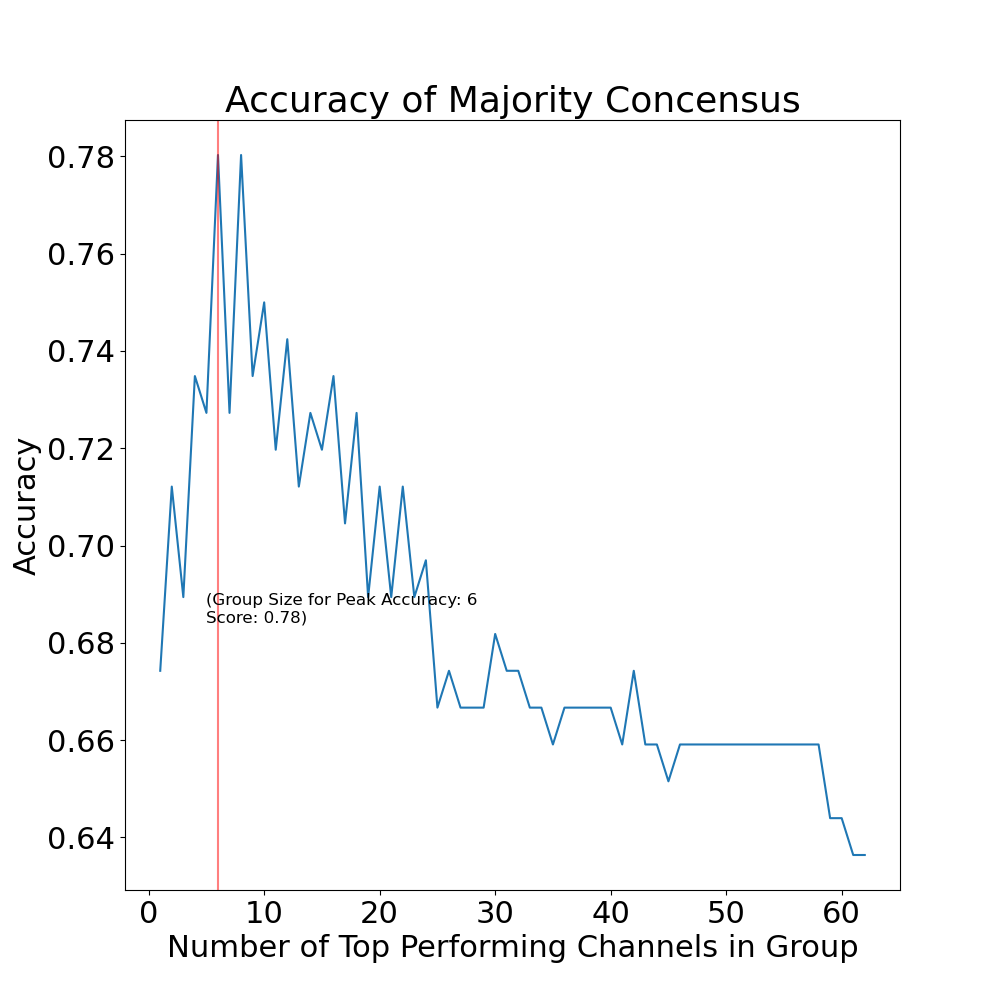 Accuracy of Majority Concensus
0.78
0.76
0.74
0.72
0.70
0.68
0.66
0.64
Accuracy
(Group Size for Peak Accuracy: 6
Score: 0.78)
0 10 20 30 40 50 60
Number of Top Performing Channels in Group